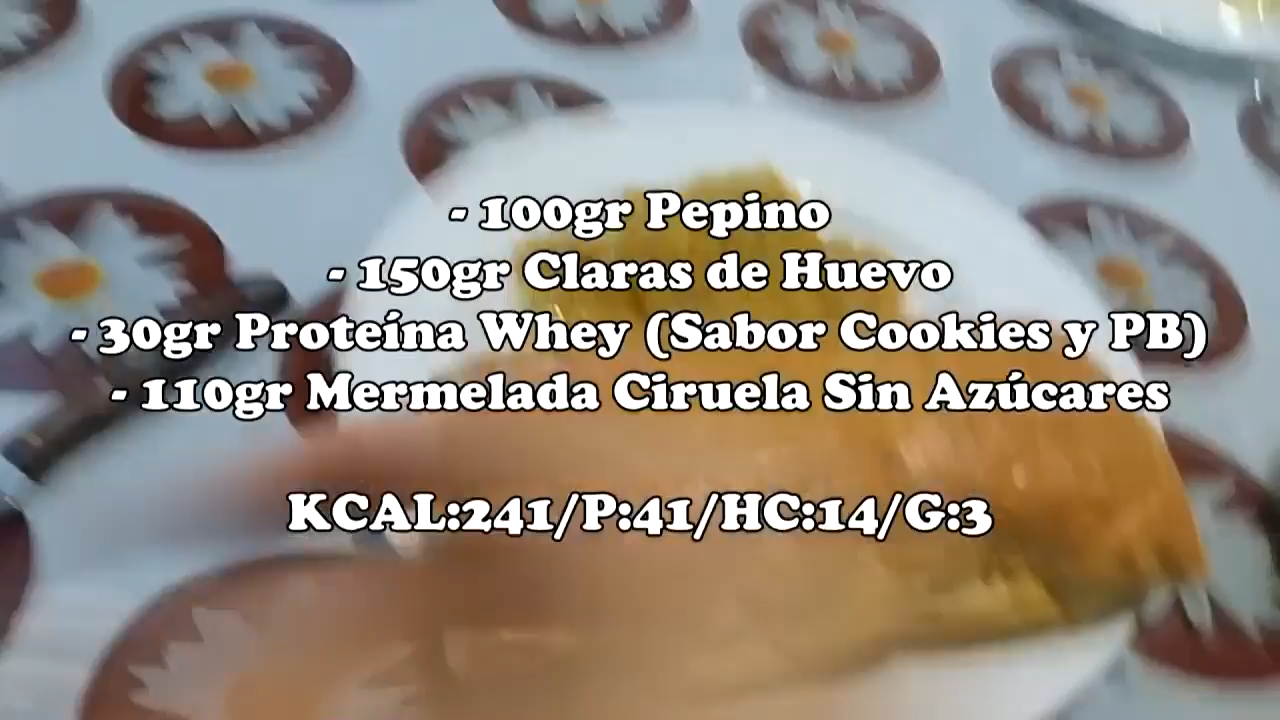 - 100gr Pepino
- 150gr Claras de Huevo
- 30gr Proteína Whey (Sabor Cookies y PB)
- 110gr Mermelada Ciruela Sin Azúcares
KCAL:241/P:41/HC:14/G:3